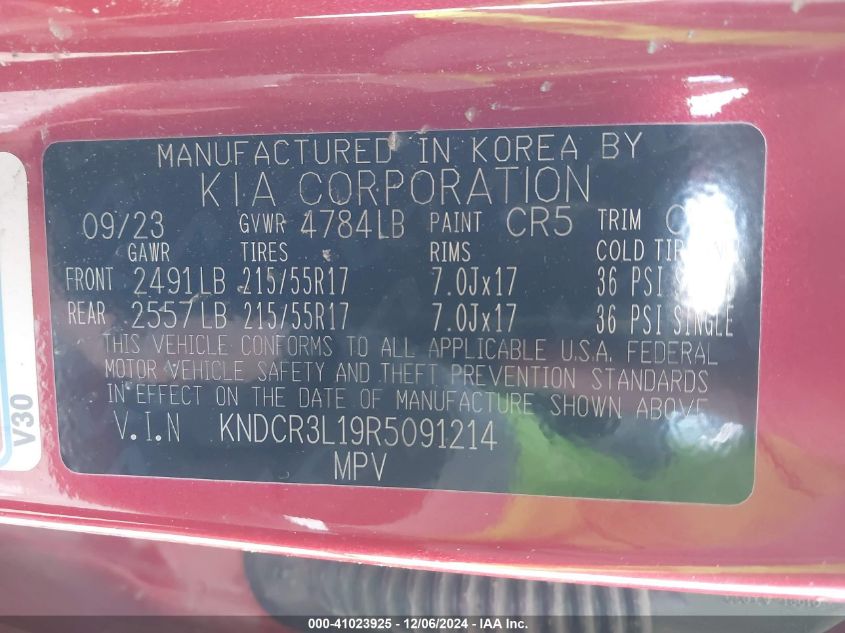 MANUFACTURED IN KOREA BY
KIA CORPORATION
09/23 GVWR 4784LB PAINT CR5 TRIM
GAWR TIRES RIMS COLD
FRONT 2491LB 215/55R17 7.0Jx17 36 PSI
REAR 2557LB 215/55R17 7.0Jx17 36 PSI SINGLE
THIS VEHICLE CONFORMS TO ALL APPLICABLE U.S.A. FEDERAL
MOTOR VEHICLE SAFETY AND THEFT PREVENTION STANDARDS
IN EFFECT ON THE DATE OF MANUFACTURE SHOWN ABOVE
V.I.N KNDCR3L19R5091214
MPV
V30
000-41023925 - 12/06/2024 - IAA Inc.